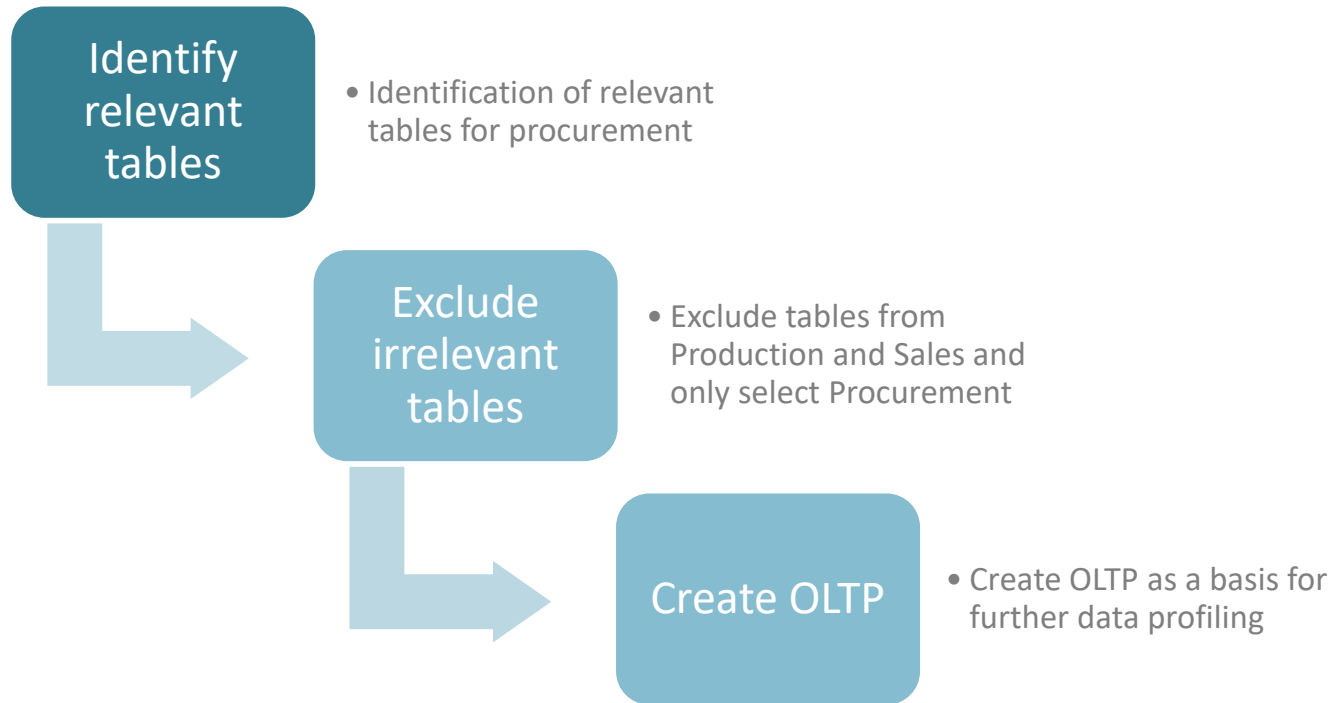 Identify
relevant
tables
• Identification of relevant
tables for procurement
Exclude
irrelevant
tables
• Exclude tables from
Production and Sales and
only select Procurement
Create OLTP
• Create OLTP as a basis for
further data profiling